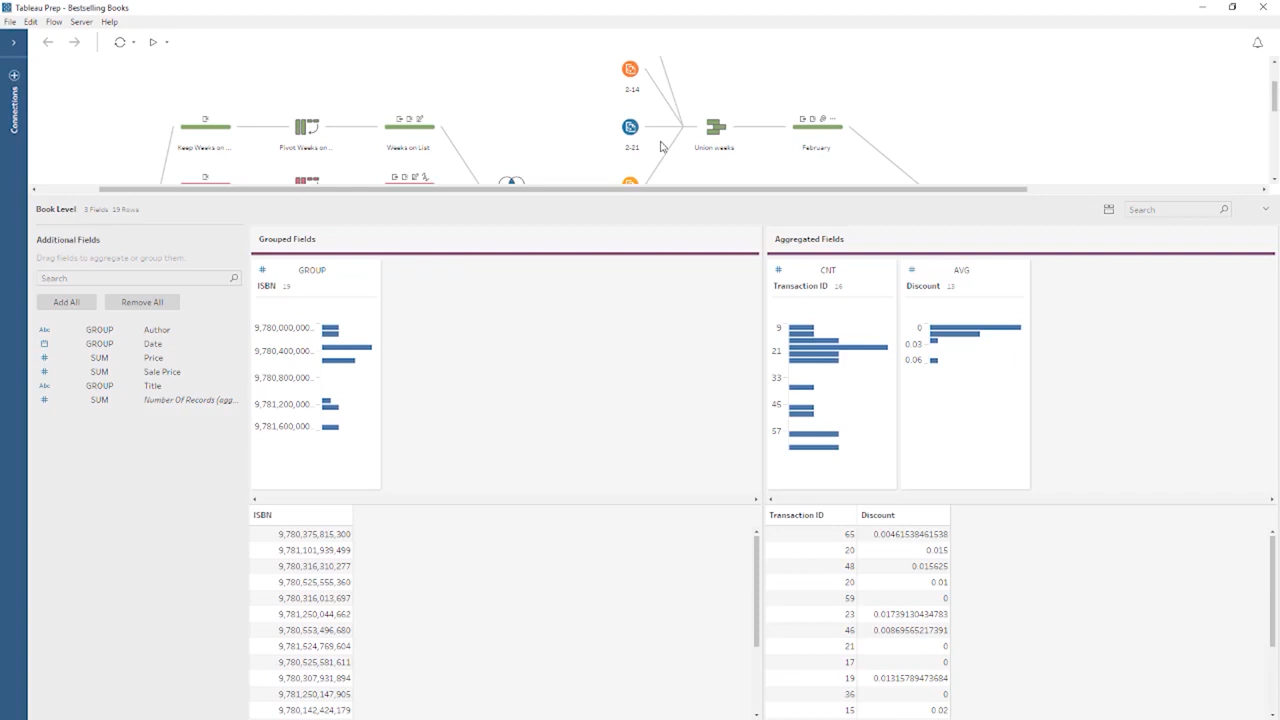 Tableau Prep - Bestselling Books
File Edit Flow Server Help
Connections
2-14
2-21
Keep Weeks on ...
Pivot Weeks on ...
Weeks on List
Union weeks
February
Book Level 3 Fields 19 Rows
Search
Additional Fields
Drag fields to aggregate or group them.
Search
Add All Remove All
Abc GROUP Author
GROUP Date
# SUM Price
# SUM Sale Price
Abc GROUP Title
# SUM Number Of Records (agg...
Grouped Fields
# GROUP
ISBN 19
9,780,000,000...
9,780,400,000...
9,780,800,000...
9,781,200,000...
9,781,600,000...
Aggregated Fields
# CNT
Transaction ID 16
9
21
33
45
57
# AVG
Discount 13
0
0.03
0.06
ISBN
9,780,375,815,300
9,781,101,939,499
9,780,316,310,277
9,780,525,555,360
9,780,316,013,697
9,781,250,044,662
9,780,553,496,680
9,781,524,769,604
9,780,525,581,611
9,780,307,931,894
9,781,250,147,905
9,780,142,424,179
Transaction ID Discount
65 0.00461538461538
20 0.015
48 0.015625
20 0.01
59 0
23 0.01739130434783
46 0.00869565217391
21 0
17 0
19 0.01315789473684
36 0
15 0.02